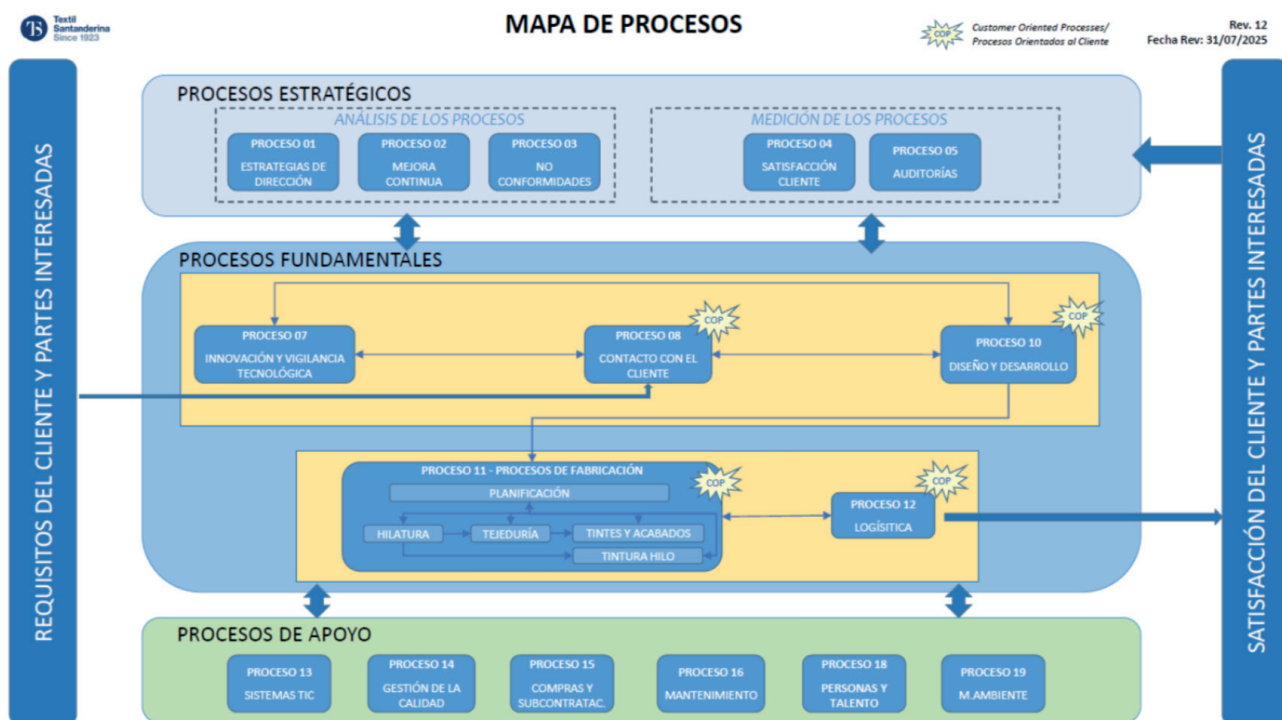 Textil
Santanderina
Since 1923
MAPA DE PROCESOS
COP
Customer Oriented Processes/
Procesos Orientados al Cliente
Rev. 12
Fecha Rev: 31/07/2025
REQUISITOS DEL CLIENTE Y PARTES INTERESADAS
PROCESOS ESTRATÉGICOS
ANÁLISIS DE LOS PROCESOS
PROCESO 01
ESTRATEGIAS DE
DIRECCIÓN
PROCESO 02
MEJORA
CONTINUA
PROCESO 03
NO
CONFORMIDADES
MEDICIÓN DE LOS PROCESOS
PROCESO 04
SATISFACCIÓN
CLIENTE
PROCESO 05
AUDITORÍAS
PROCESOS FUNDAMENTALES
PROCESO 07
INNOVACIÓN Y VIGILANCIA
TECNOLÓGICA
COP
PROCESO 08
CONTACTO CON EL
CLIENTE
COP
PROCESO 10
DISEÑO Y DESARROLLO
PROCESO 11 - PROCESOS DE FABRICACIÓN
COP
PLANIFICACIÓN
HILATURA
TEJEDURÍA
TINTES Y ACABADOS
TINTURA HILO
COP
PROCESO 12
LOGÍSITICA
PROCESOS DE APOYO
PROCESO 13
SISTEMAS TIC
PROCESO 14
GESTIÓN DE LA
CALIDAD
PROCESO 15
COMPRAS Y
SUBCONTRATAC.
PROCESO 16
MANTENIMIENTO
PROCESO 18
PERSONAS Y
TALENTO
PROCESO 19
M.AMBIENTE
SATISFACCIÓN DEL CLIENTE Y PARTES INTERESADAS